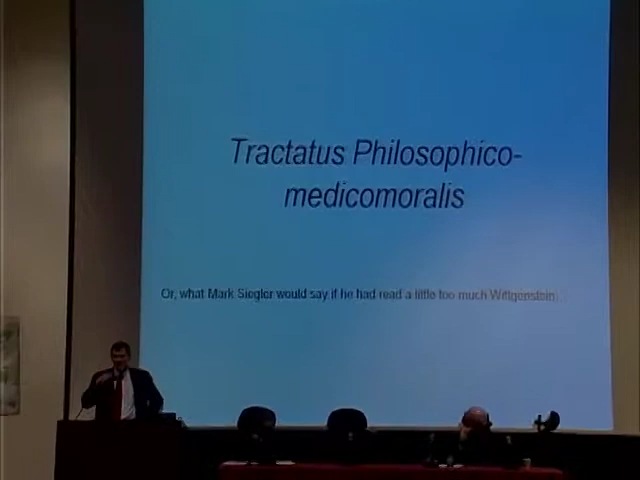 Tractatus Philosophico-
medicomoralis
Or, what Mark Siegler would say if he had read a little too much Wittgenstein.